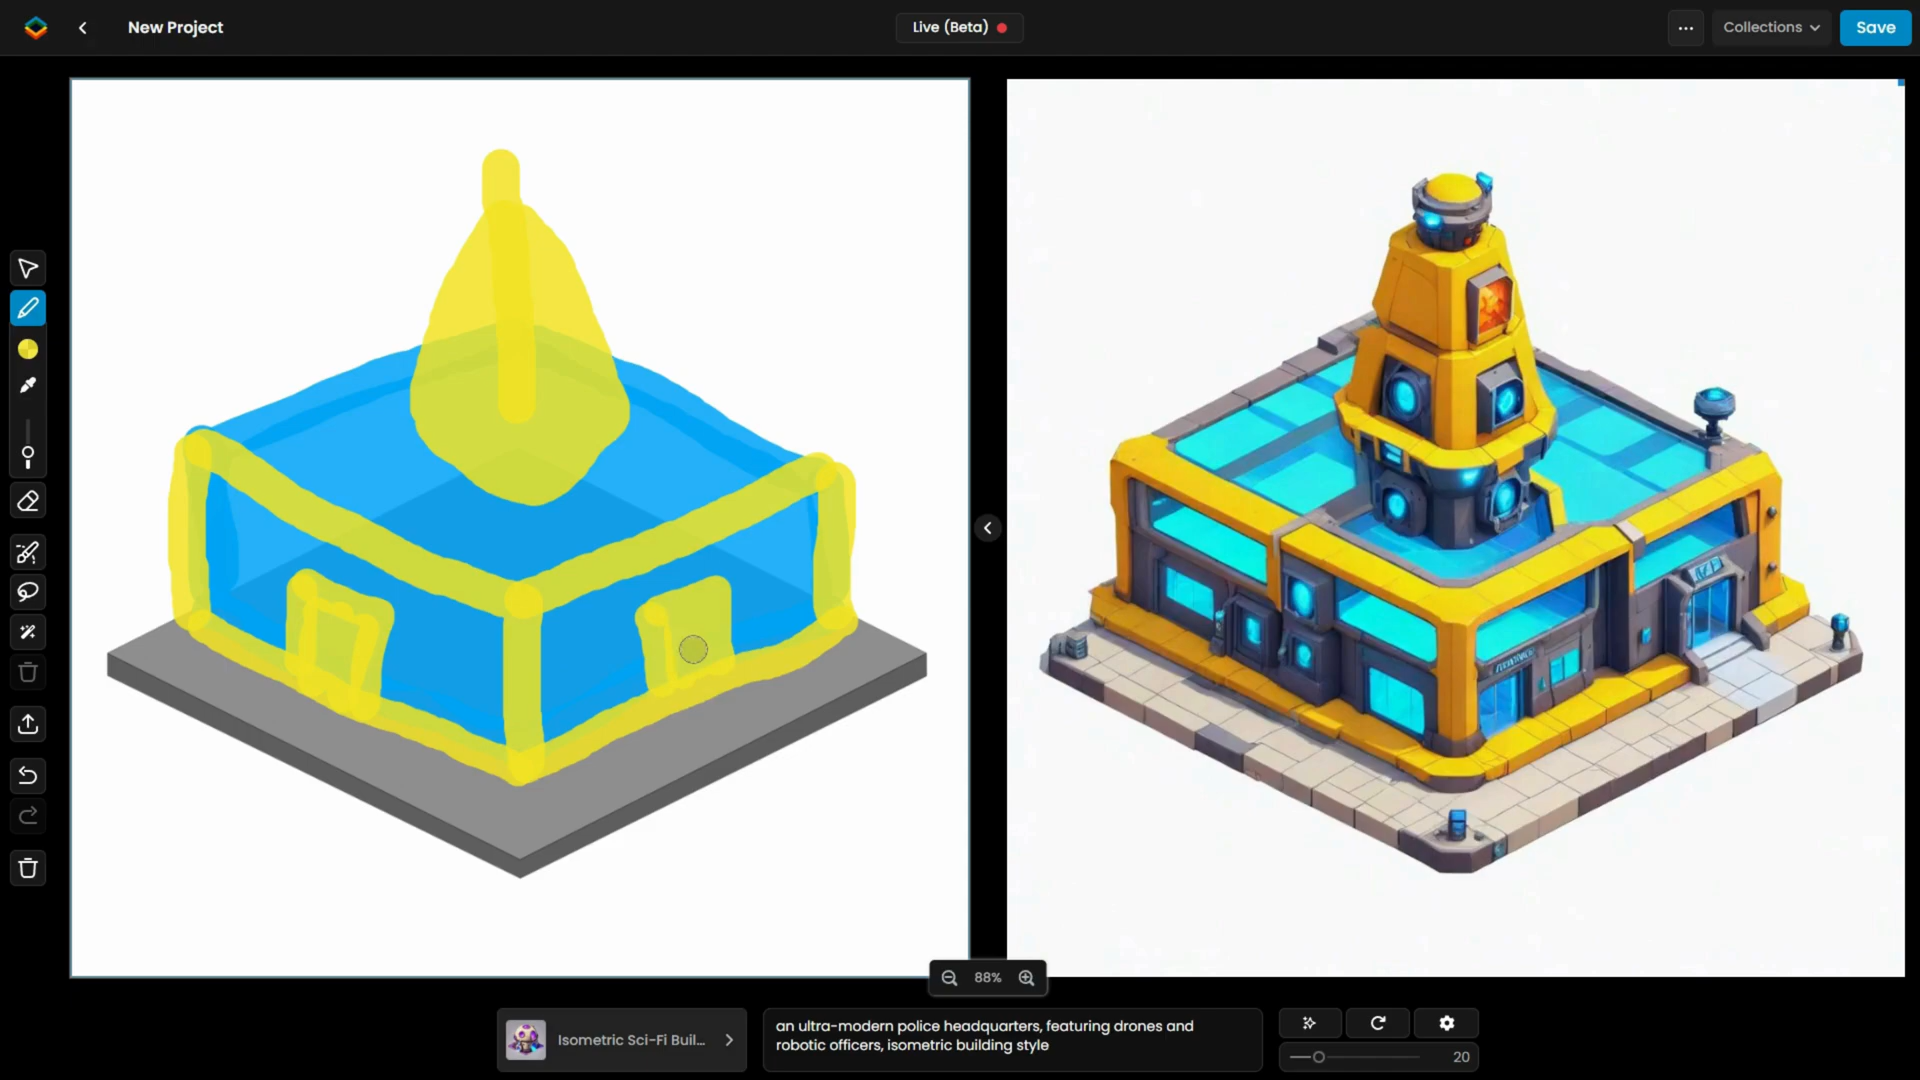 New Project
Live (Beta)
Collections
Save
88%
Isometric Sci-Fi Buil...
an ultra-modern police headquarters, featuring drones and
robotic officers, isometric building style
20